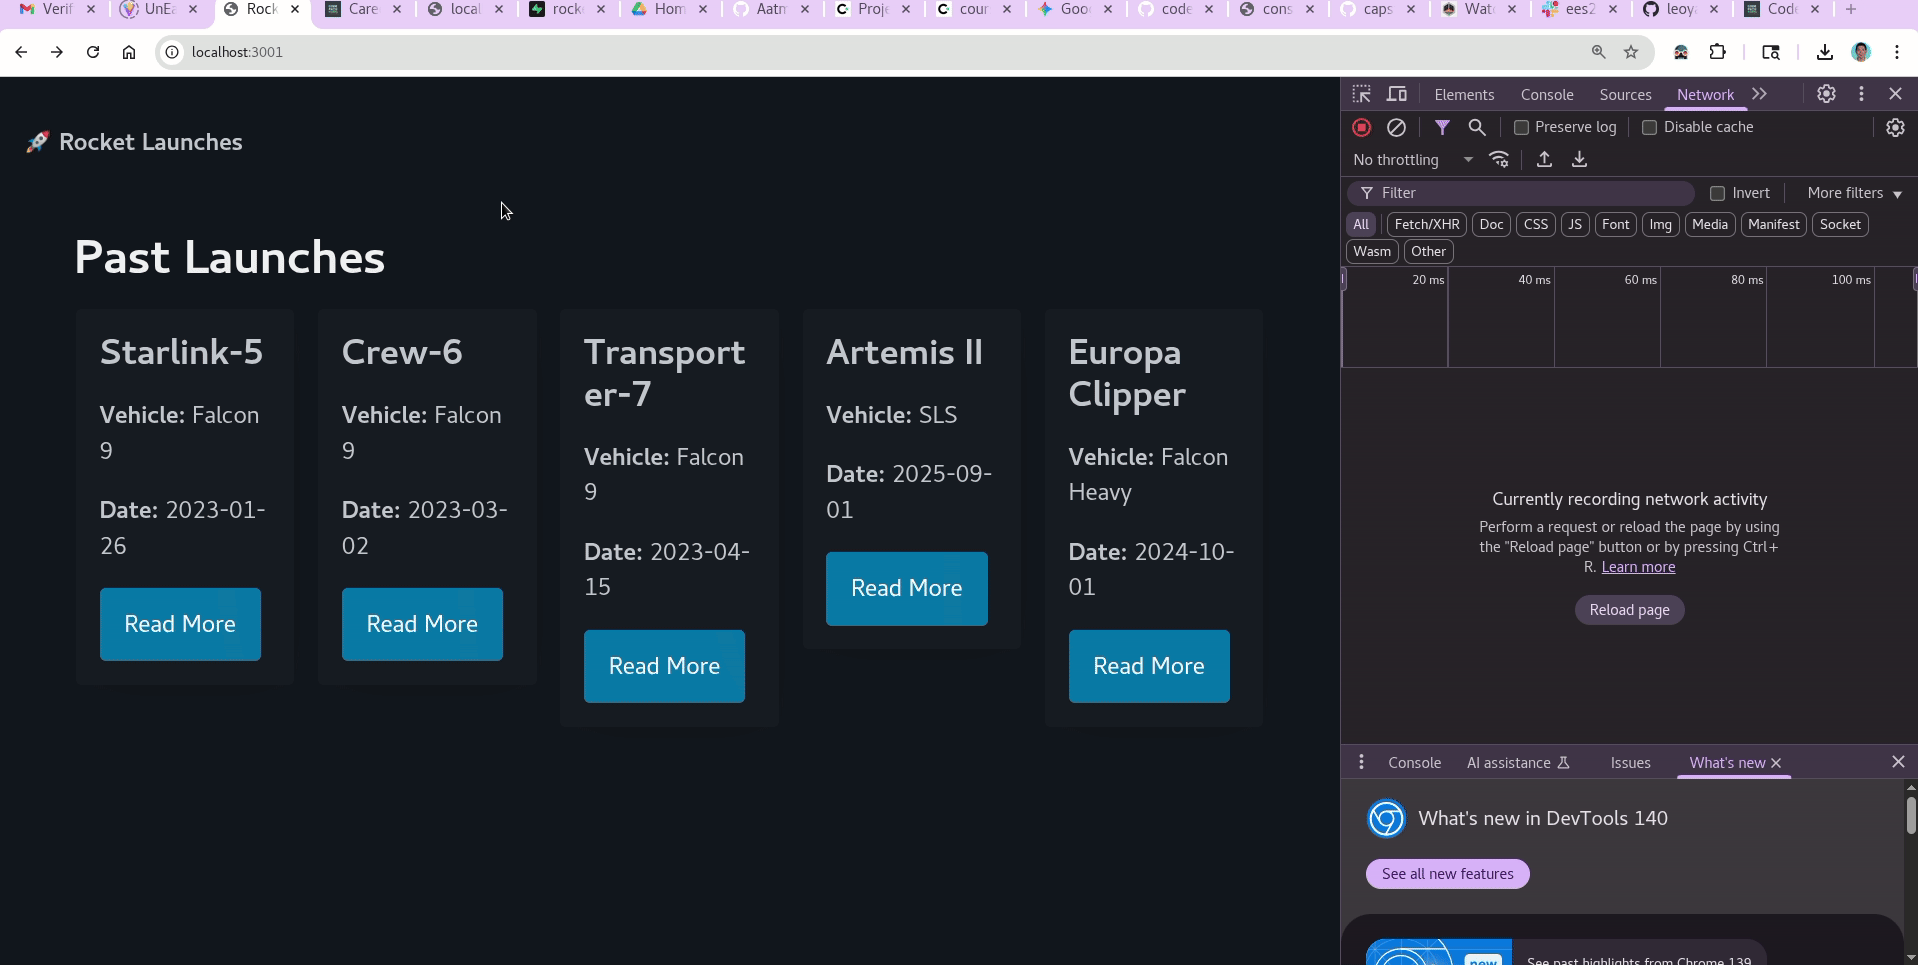 Verif
UnEa
Rock
Care
local
rock
Hom
Aatm
Proje
cour
Goo
code
cons
caps
Wat
ees2
leoy
Code
localhost:3001
🚀 Rocket Launches
Past Launches
Starlink-5
Vehicle: Falcon
9
Date: 2023-01-
26
Read More
Crew-6
Vehicle: Falcon
9
Date: 2023-03-
02
Read More
Transport
er-7
Vehicle: Falcon
9
Date: 2023-04-
15
Read More
Artemis II
Vehicle: SLS
Date: 2025-09-
01
Read More
Europa
Clipper
Vehicle: Falcon
Heavy
Date: 2024-10-
01
Read More
Elements Console Sources Network
Preserve log Disable cache
No throttling
Filter Invert More filters
All Fetch/XHR Doc CSS JS Font Img Media Manifest Socket
Wasm Other
20 ms 40 ms 60 ms 80 ms 100 ms
Currently recording network activity
Perform a request or reload the page by using
the "Reload page" button or by pressing Ctrl+
R. Learn more
Reload page
Console AI assistance Issues What's new
What's new in DevTools 140
See all new features
new
See past highlights from Chrome 139